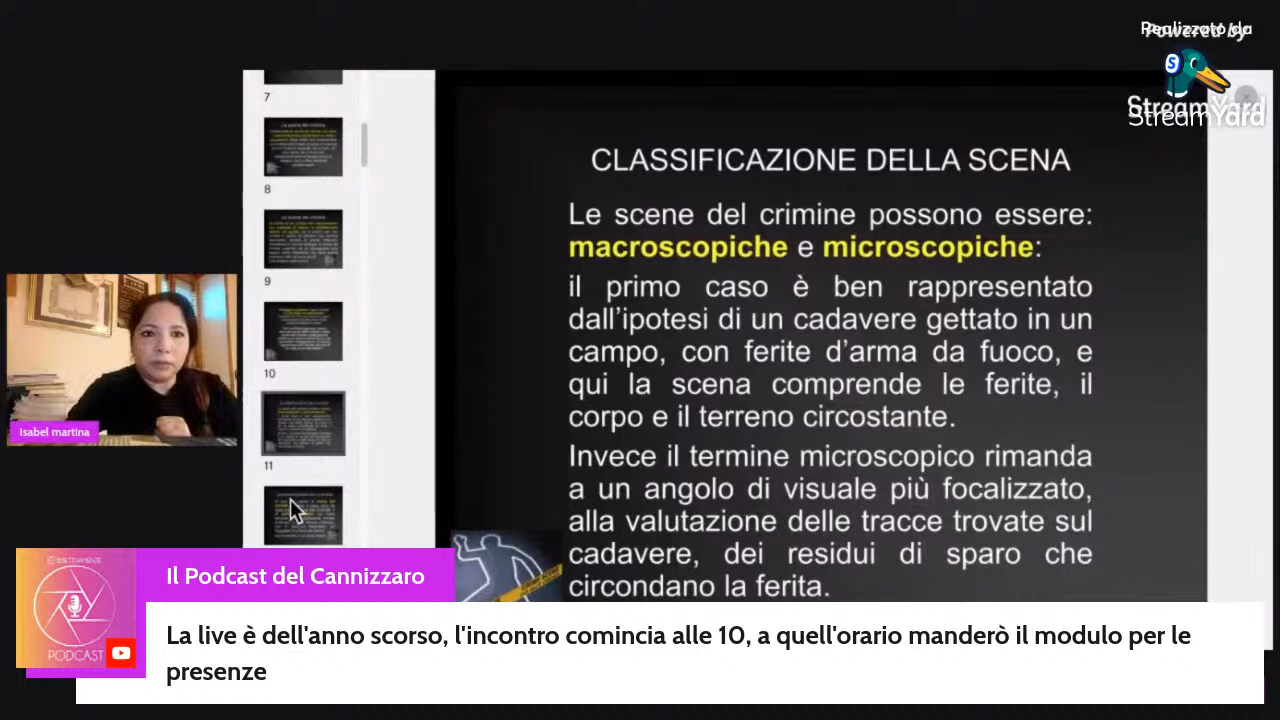 Realizzato da
Powered by
StreamYard
StreamYard
7
8
9
10
11
CLASSIFICAZIONE DELLA SCENA
Le scene del crimine possono essere:
macroscopiche e microscopiche:
il primo caso è ben rappresentato
dall'ipotesi di un cadavere gettato in un
campo, con ferite d'arma da fuoco, e
qui la scena comprende le ferite, il
corpo e il terreno circostante.
Invece il termine microscopico rimanda
a un angolo di visuale più focalizzato,
alla valutazione delle tracce trovate sul
cadavere, dei residui di sparo che
circondano la ferita.
Isabel martina
PODCAST
Il Podcast del Cannizzaro
La live è dell'anno scorso, l'incontro comincia alle 10, a quell'orario manderò il modulo per le
presenze